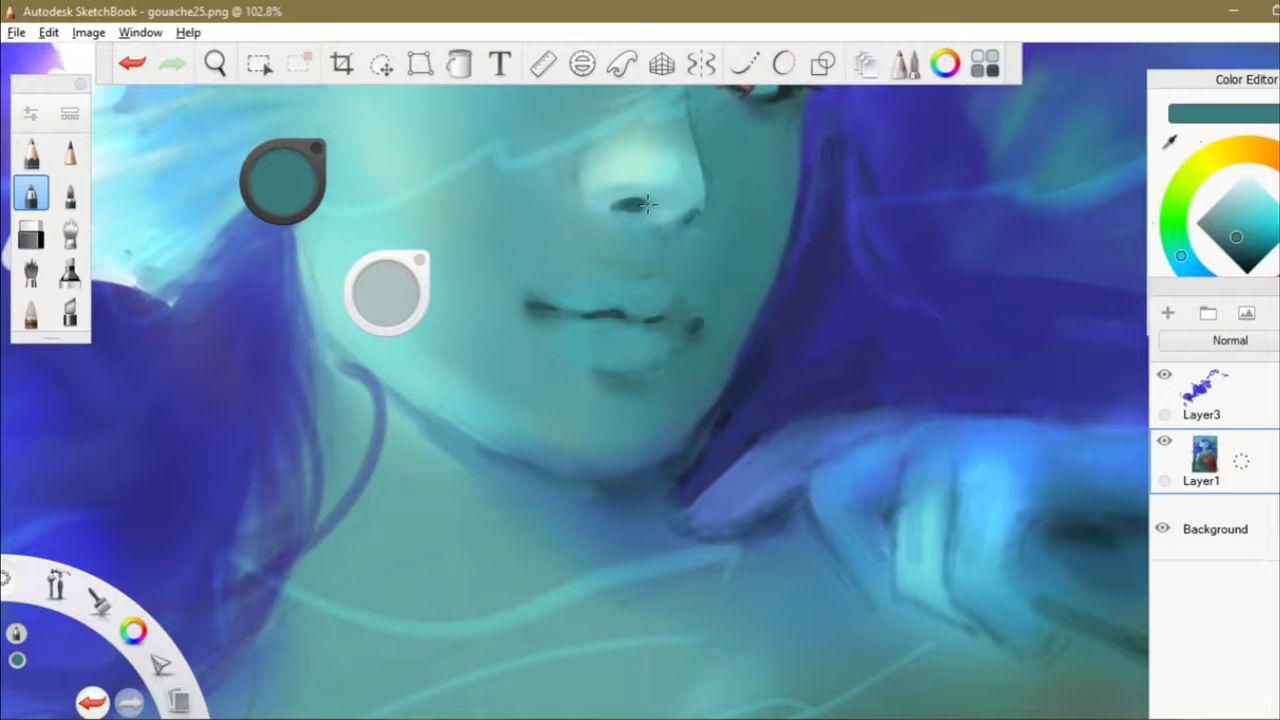 Autodesk SketchBook - gouache25.png @ 102.8%
File Edit Image Window Help
T
Color Editor
Normal
Layer3
Layer1
Background